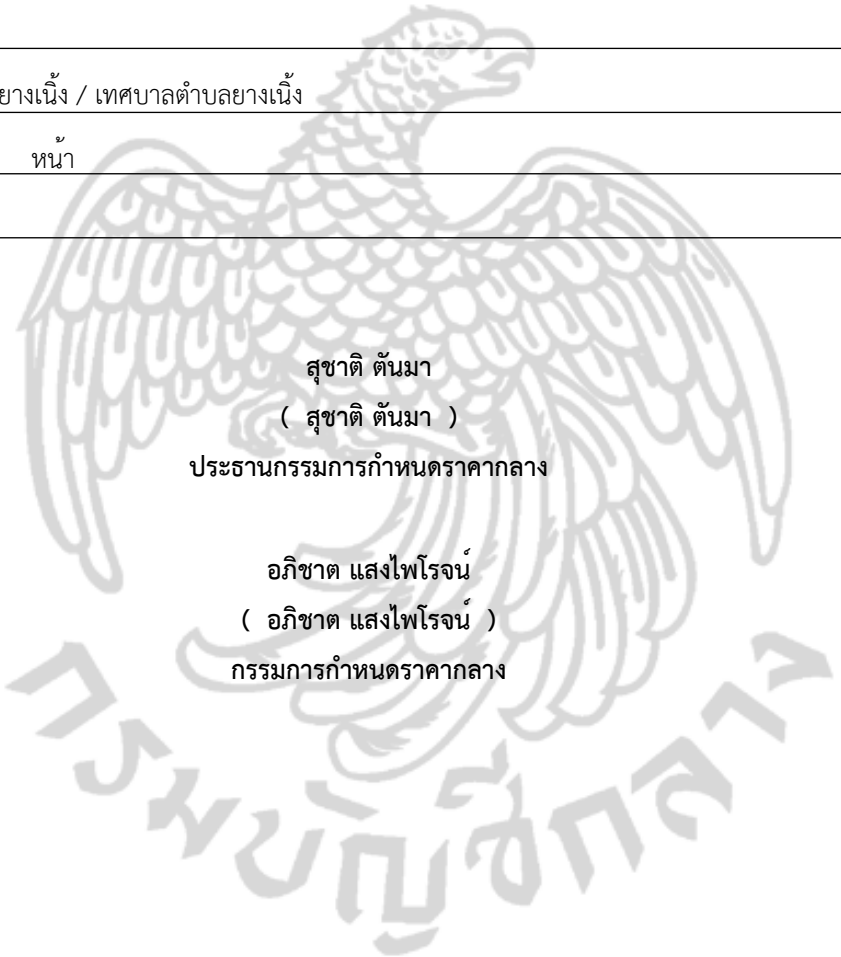 ยางเนิ้ง / เทศบาลตำบลยางเนิ้ง
หน้า
สุชาติ ตันมา
( สุชาติ ตันมา )
ประธานกรรมการกำหนดราคากลาง
อภิชาต แสงไพโรจน์
( อภิชาต แสงไพโรจน์ )
กรรมการกำหนดราคากลาง
กรมบัญชีกลาง